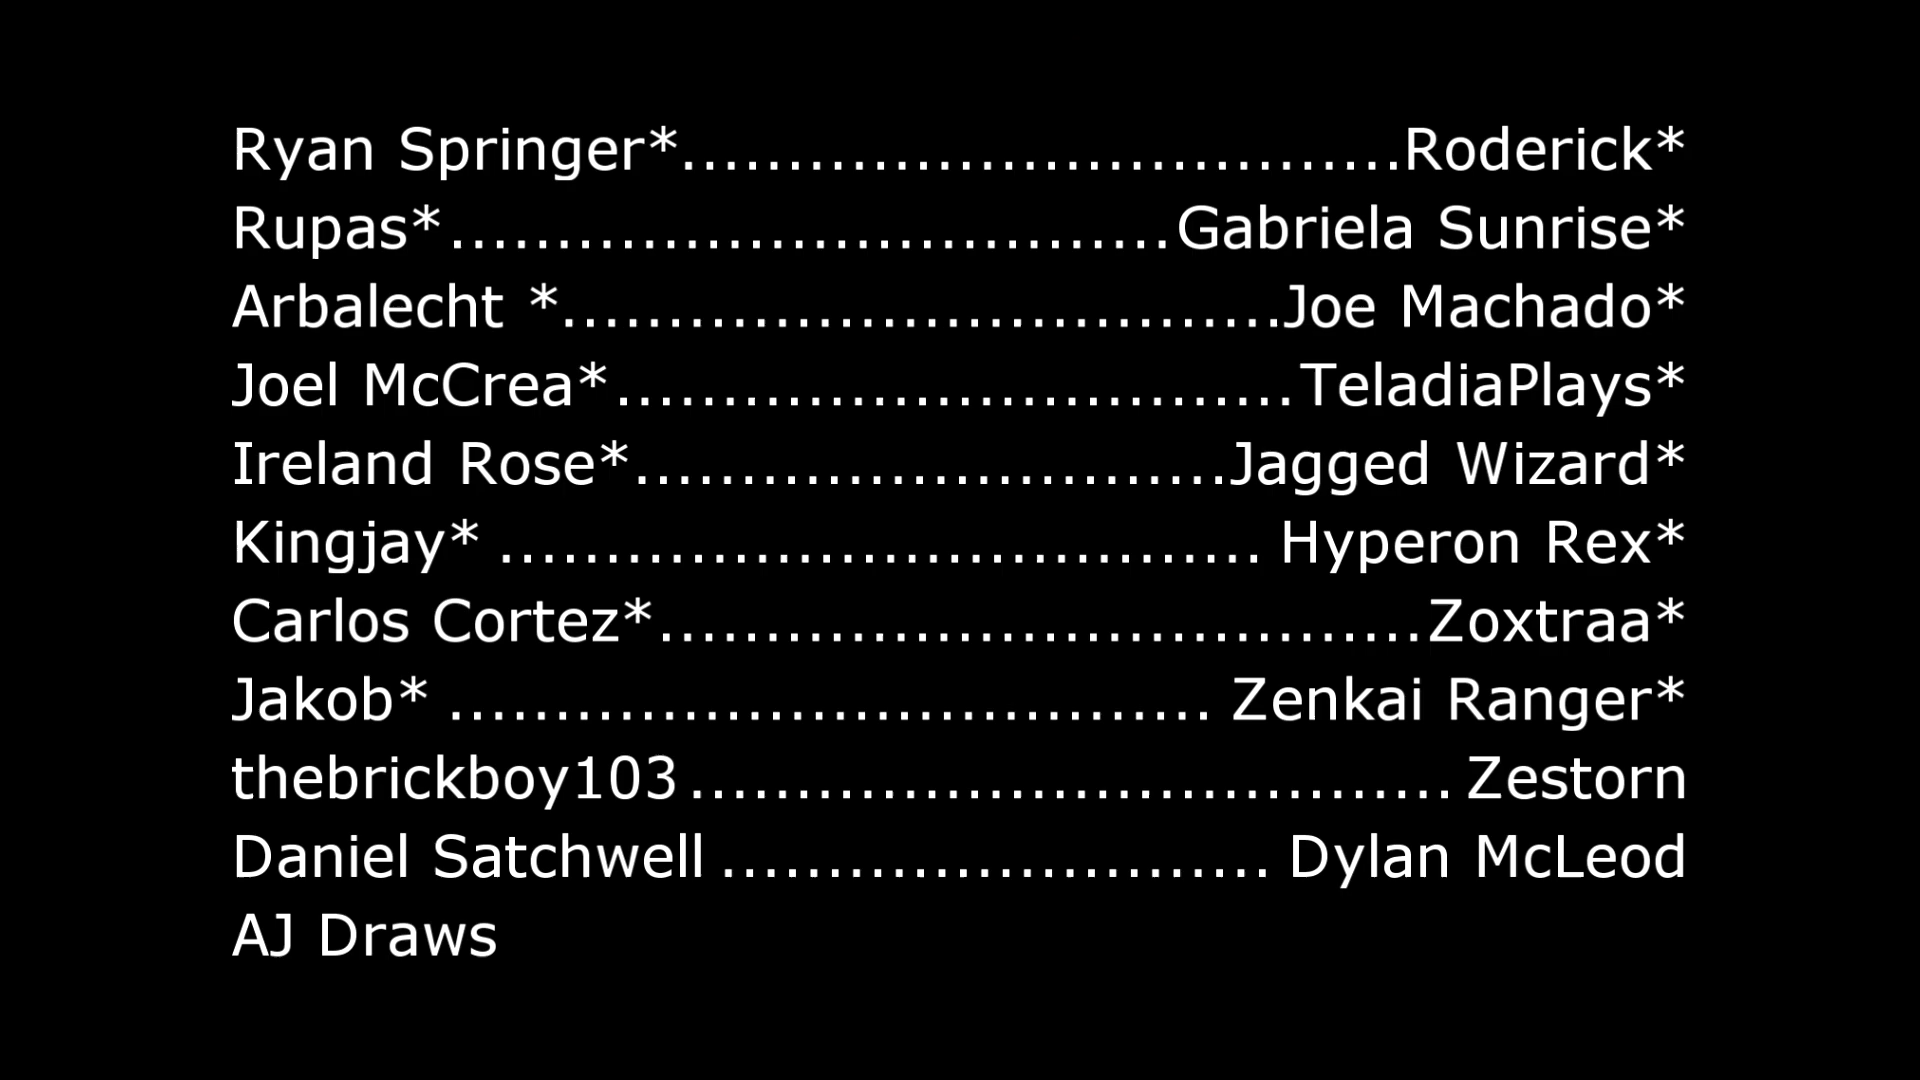 Ryan Springer*..................................Roderick*
Rupas*..................................Gabriela Sunrise*
Arbalecht *..................................Joe Machado*
Joel McCrea*................................TeladiaPlays*
Ireland Rose*............................Jagged Wizard*
Kingjay* .................................... Hyperon Rex*
Carlos Cortez*....................................Zoxtraa*
Jakob* .................................... Zenkai Ranger*
thebrickboy103.................................... Zestorn
Daniel Satchwell .......................... Dylan McLeod
AJ Draws